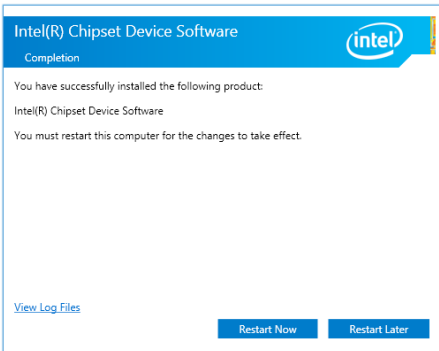 Intel(R) Chipset Device Software
(intel)
Completion
You have successfully installed the following product:
Intel(R) Chipset Device Software
You must restart this computer for the changes to take effect.
View Log Files
Restart Now Restart Later